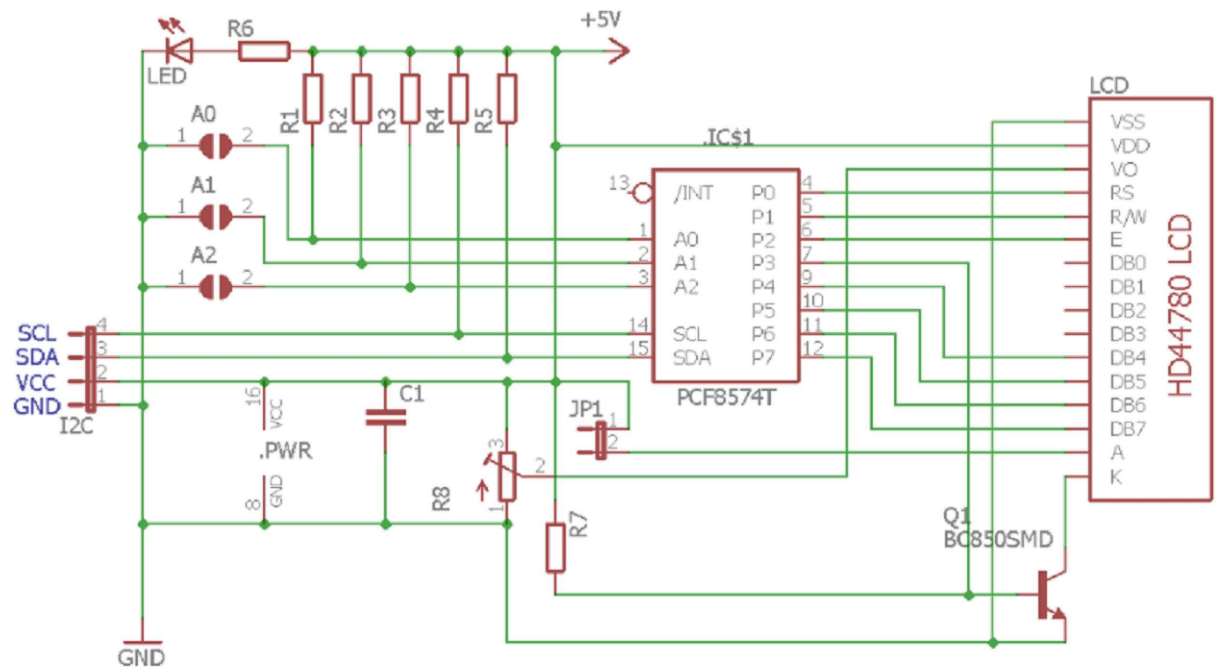 +5V
R6
LED
R1
R2
R3
R4
R5
LCD
A0
1 2
A1
1 2
A2
1 2
.IC$1
13 /INT P0 4
P1 5
P2 6
1 A0 P3 7
2 A1 P4 9
3 A2 P5 10
14 SCL P6 11
15 SDA P7 12
PCF8574T
VSS
VDD
VO
RS
R/W
E
DB0
DB1
DB2
DB3
DB4
DB5
DB6
DB7
A
K
HD44780 LCD
SCL 4
SDA 3
VCC 2
GND 1
I2C
16 VCC
.PWR
8 GND
C1
JP1
1
2
3
2
1
R8
R7
Q1
BC850SMD
GND